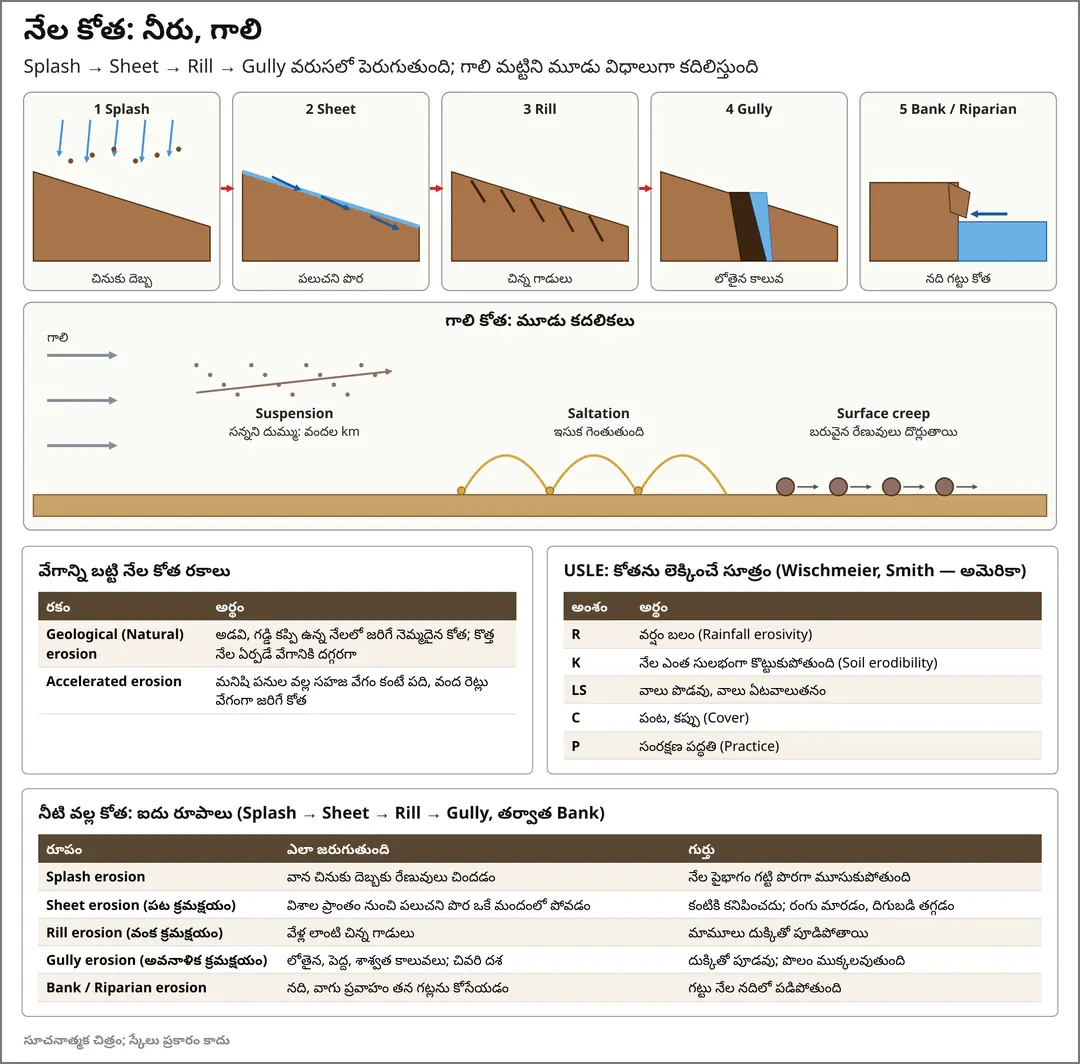 నేల కోత: నీరు, గాలి
Splash → Sheet → Rill → Gully వరుసలో పెరుగుతుంది; గాలి మట్టిని మూడు విధాలుగా కదిలిస్తుంది
1 Splash
2 Sheet
3 Rill
4 Gully
5 Bank / Riparian
చినుకు దెబ్బ
పలుచని పొర
చిన్న గాడులు
లోతైన కాలువ
నది గట్టు కోత
గాలి కోత: మూడు కదలికలు
గాలి
Suspension
సన్నని దుమ్ము: వందల km
Saltation
ఇసుక గెంతుతుంది
Surface creep
బరువైన రేణువులు దొర్లుతాయి
వేగాన్ని బట్టి నేల కోత రకాలు
రకం అర్థం
Geological (Natural) erosion
అడవి, గడ్డి కప్పి ఉన్న నేలలో జరిగే నెమ్మదైన కోత; కొత్త
నేల ఏర్పడే వేగానికి దగ్గరగా
Accelerated erosion
మనిషి పనుల వల్ల సహజ వేగం కంటే పది, వంద రెట్లు
వేగంగా జరిగే కోత
USLE: కోతను లెక్కించే సూత్రం (Wischmeier, Smith — అమెరికా)
అంశం అర్థం
R వర్షం బలం (Rainfall erosivity)
K నేల ఎంత సులభంగా కొట్టుకుపోతుంది (Soil erodibility)
LS వాలు పొడవు, వాలు ఏటవాలుతనం
C పంట, కప్పు (Cover)
P సంరక్షణ పద్ధతి (Practice)
నీటి వల్ల కోత: ఐదు రూపాలు (Splash → Sheet → Rill → Gully, తర్వాత Bank)
రూపం ఎలా జరుగుతుంది గుర్తు
Splash erosion వాన చినుకు దెబ్బకు రేణువులు చిందడం నేల పైభాగం గట్టి పొరగా మూసుకుపోతుంది
Sheet erosion (పట క్రమక్షయం) విశాల ప్రాంతం నుంచి పలుచని పొర ఒకే మందంలో పోవడం కంటికి కనిపించదు; రంగు మారడం, దిగుబడి తగ్గడం
Rill erosion (వంక క్రమక్షయం) వేళ్ల లాంటి చిన్న గాడులు మామూలు దుక్కితో పూడిపోతాయి
Gully erosion (అవనాళిక క్రమక్షయం) లోతైన, పెద్ద, శాశ్వత కాలువలు; చివరి దశ దుక్కితో పూడవు; పొలం ముక్కలవుతుంది
Bank / Riparian erosion నది, వాగు ప్రవాహం తన గట్లను కోసేయడం గట్టు నేల నదిలో పడిపోతుంది
సూచనాత్మక చిత్రం; స్కేలు ప్రకారం కాదు